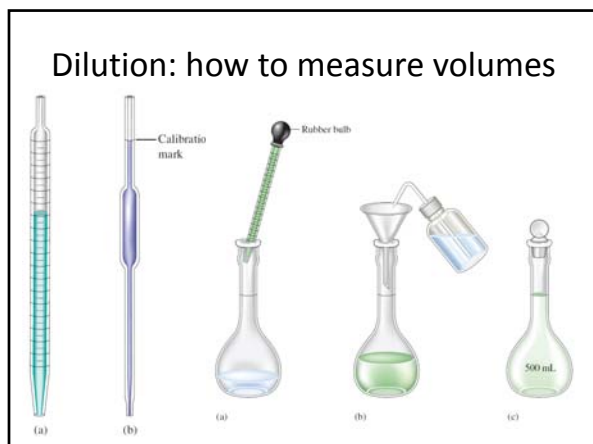 Dilution: how to measure volumes
Calibratio
mark
Rubber bulb
500 mL
(a)
(b)
(a)
(b)
(c)